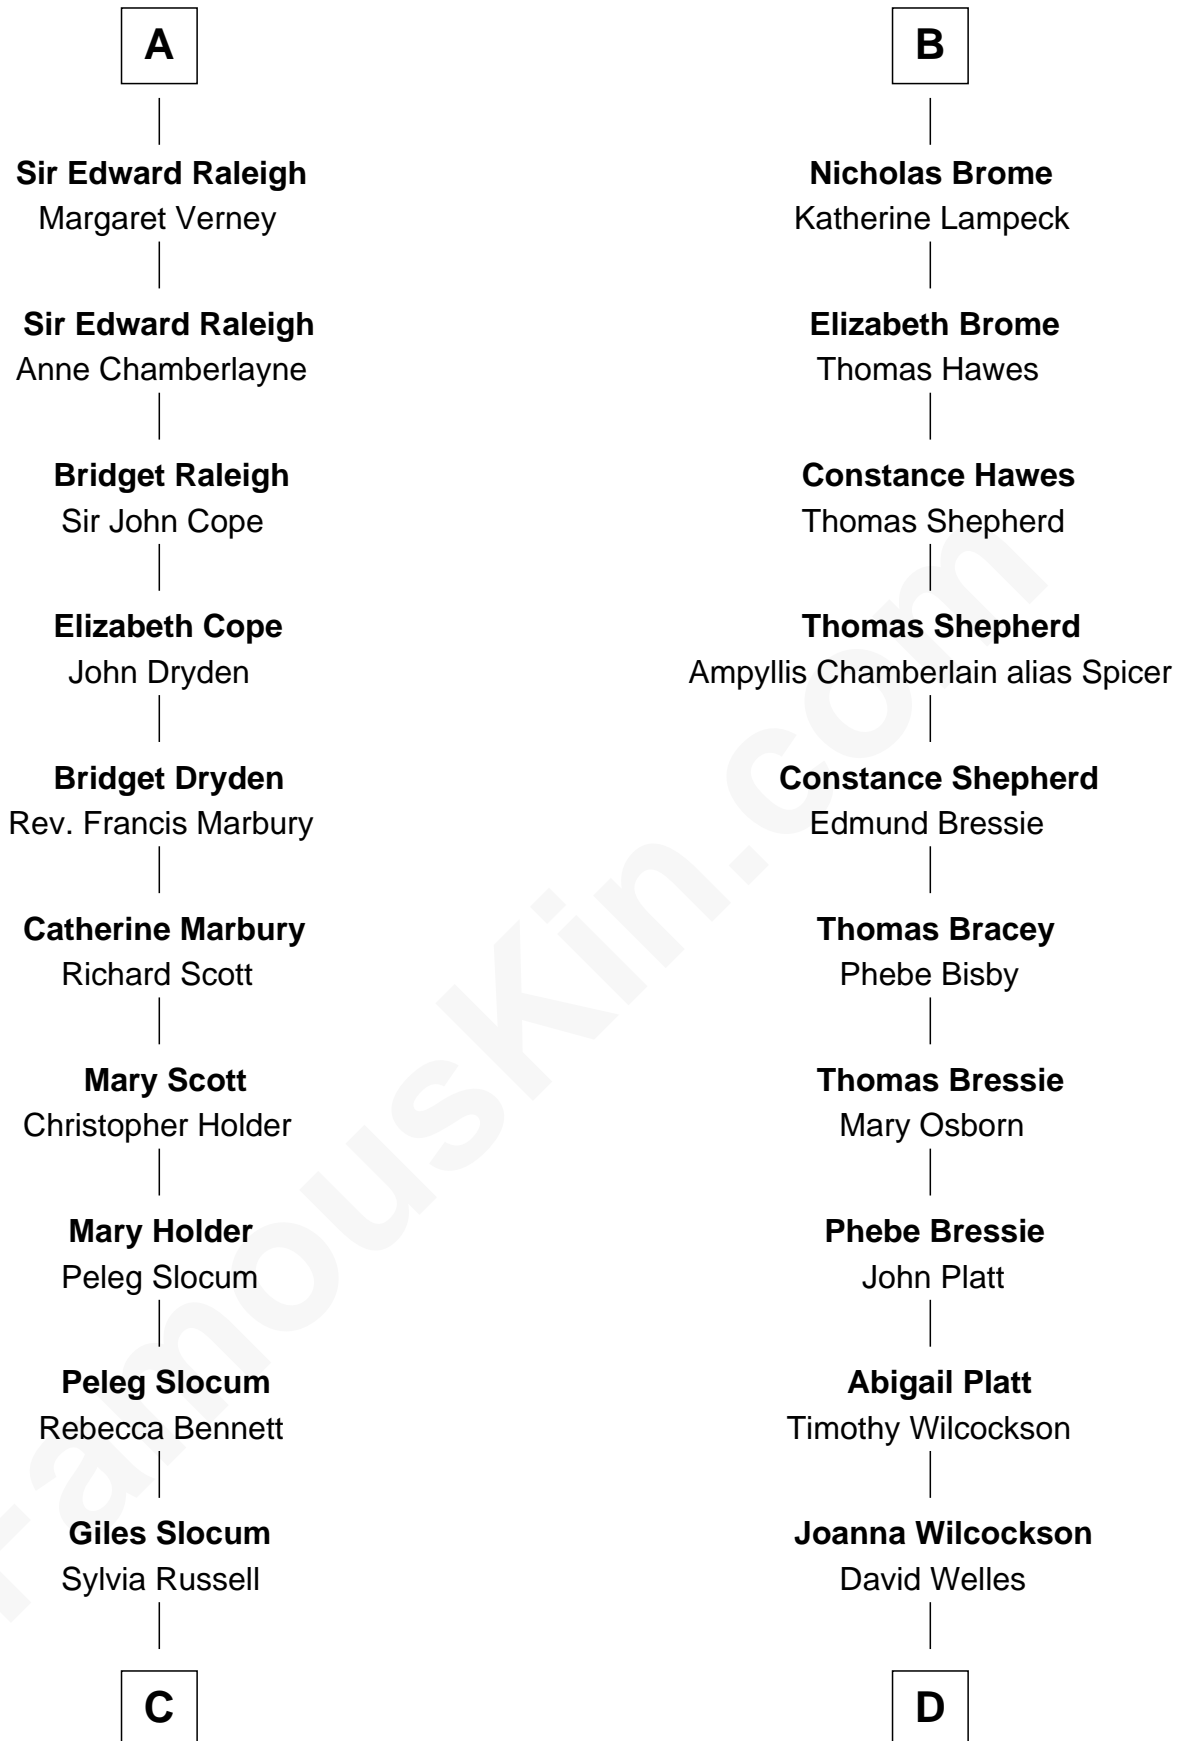 A
Sir Edward Raleigh
Margaret Verney
Sir Edward Raleigh
Anne Chamberlayne
Bridget Raleigh
Sir John Cope
Elizabeth Cope
John Dryden
Bridget Dryden
Rev. Francis Marbury
Catherine Marbury
Richard Scott
Mary Scott
Christopher Holder
Mary Holder
Peleg Slocum
Peleg Slocum
Rebecca Bennett
Giles Slocum
Sylvia Russell
C
B
Nicholas Brome
Katherine Lampeck
Elizabeth Brome
Thomas Hawes
Constance Hawes
Thomas Shepherd
Thomas Shepherd
Ampyllis Chamberlain alias Spicer
Constance Shepherd
Edmund Bressie
Thomas Bracey
Phebe Bisby
Thomas Bressie
Mary Osborn
Phebe Bressie
John Platt
Abigail Platt
Timothy Wilcockson
Joanna Wilcockson
David Welles
D
FamousKin.com